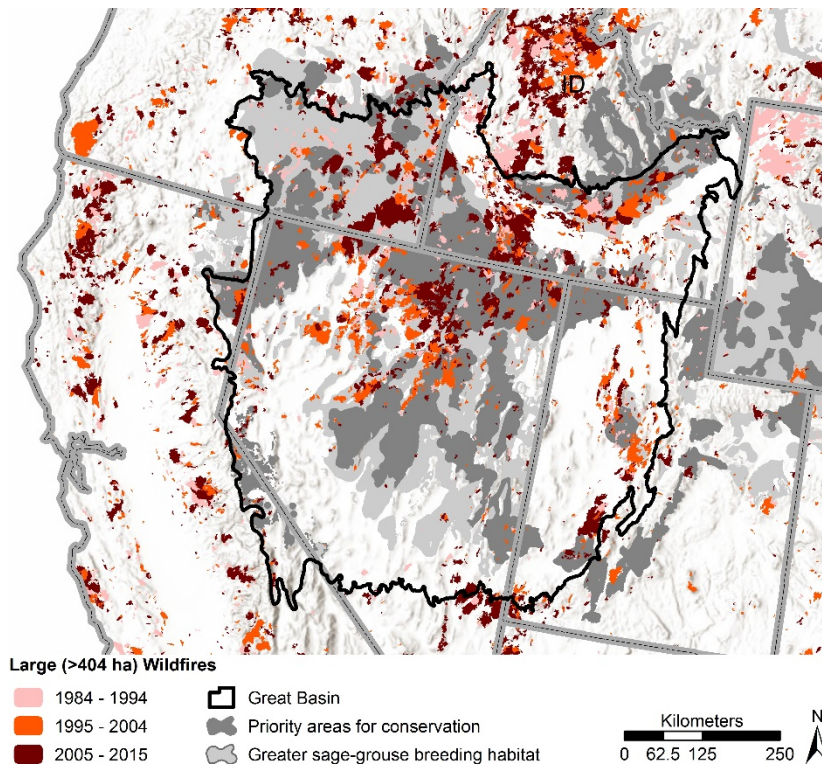 ID
Large (>404 ha) Wildfires
1984 - 1994
1995 - 2004
2005 - 2015
Great Basin
Priority areas for conservation
Greater sage-grouse breeding habitat
Kilometers
0 62.5 125 250
N